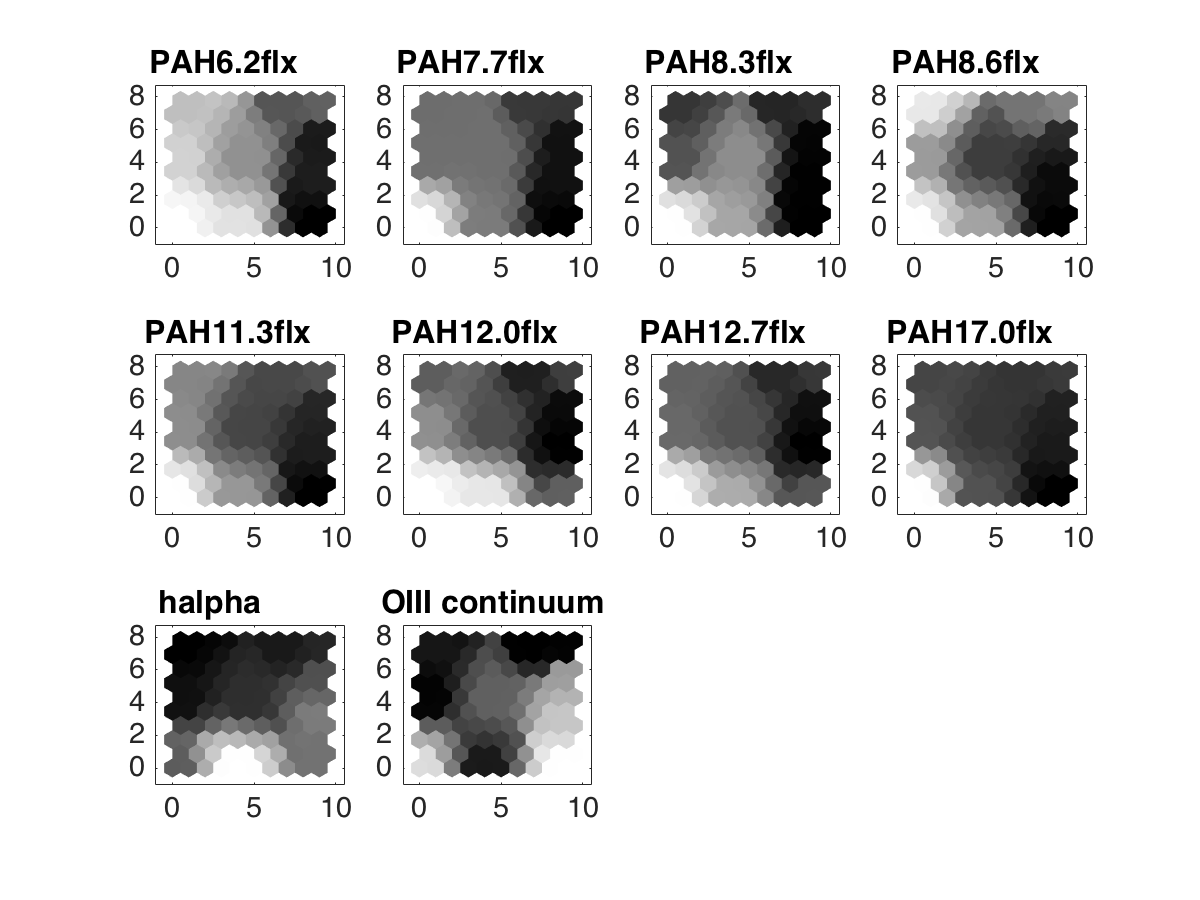 PAH6.2flx PAH7.7flx PAH8.3flx PAH8.6flx
8 8 8 8
6 6 6 6
4 4 4 4
2 2 2 2
0 0 0 0
0 5 10 0 5 10 0 5 10 0 5 10
PAH11.3flx PAH12.0flx PAH12.7flx PAH17.0flx
8 8 8 8
6 6 6 6
4 4 4 4
2 2 2 2
0 0 0 0
0 5 10 0 5 10 0 5 10 0 5 10
halpha OIII continuum
8 8
6 6
4 4
2 2
0 0
0 5 10 0 5 10